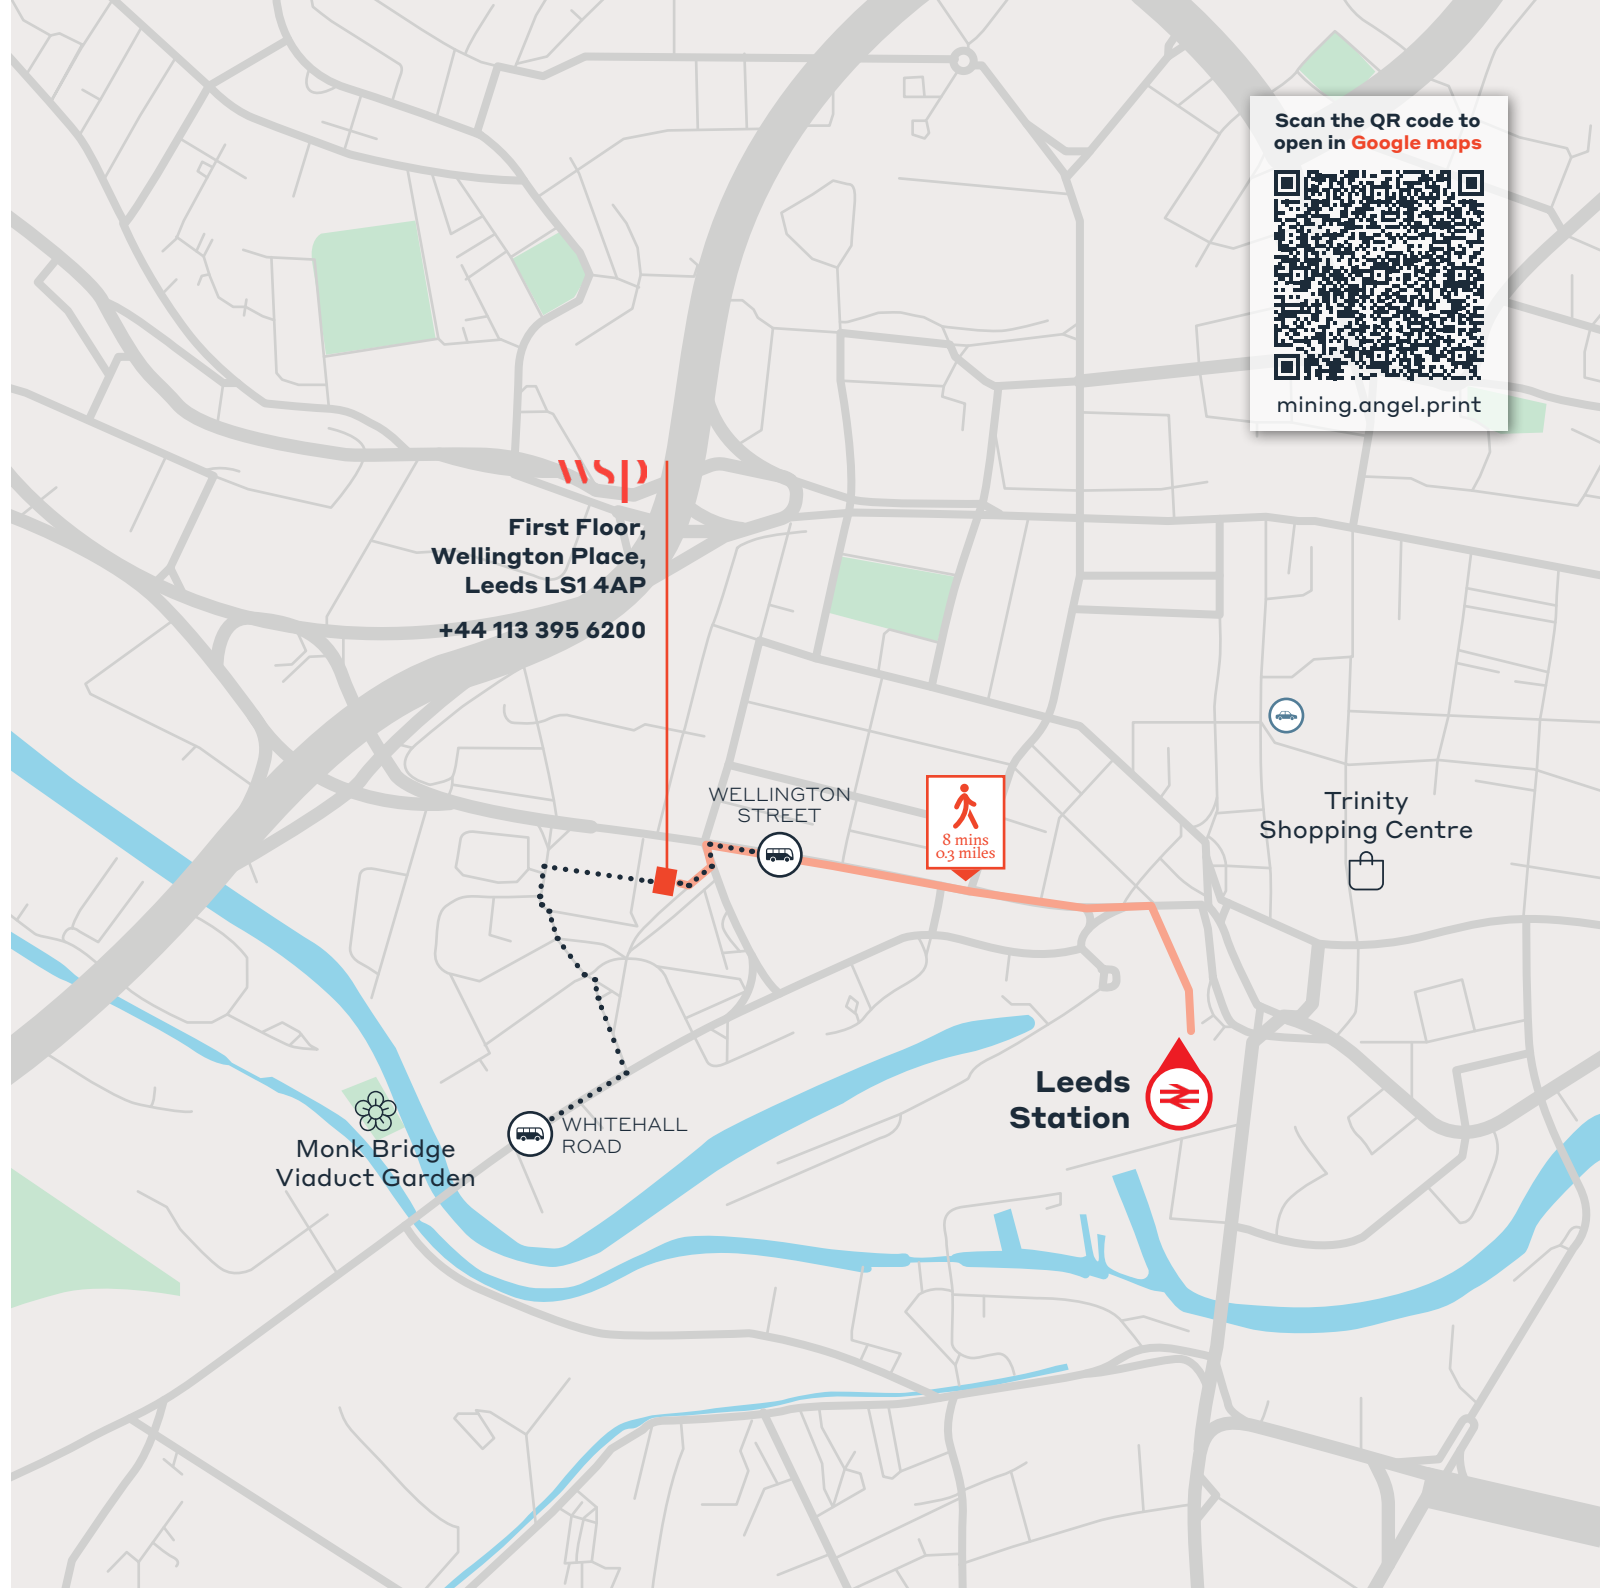 Scan the QR code to
open in Google maps
mining.angel.print
wsp
First Floor,
Wellington Place,
Leeds LS1 4AP
+44 113 395 6200
WELLINGTON
STREET
8 mins
0.3 miles
Trinity
Shopping Centre
Leeds
Station
WHITEHALL
ROAD
Monk Bridge
Viaduct Garden